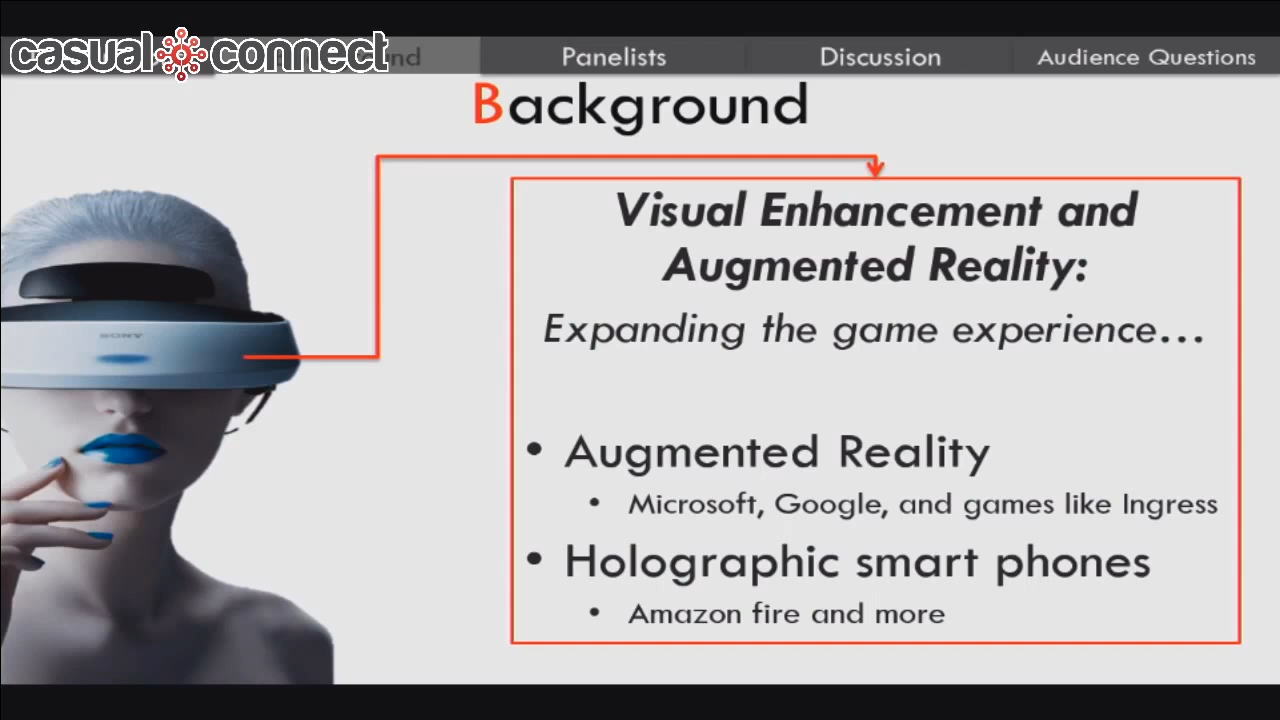 casual connect
Panelists
Discussion
Audience Questions
Background
Visual Enhancement and
Augmented Reality:
Expanding the game experience...
SONY
• Augmented Reality
• Microsoft, Google, and games like Ingress
• Holographic smart phones
• Amazon fire and more